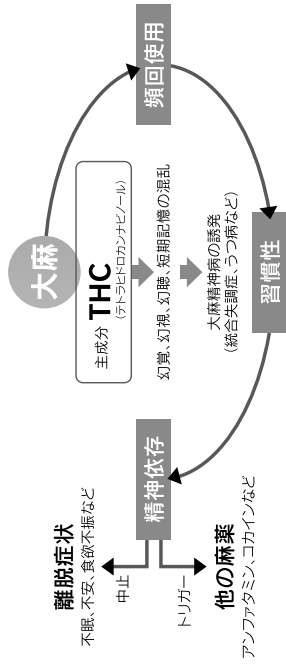 大麻
主成分 THC
(テトラヒドロカンナビノール)
幻覚、幻視、幻聴、短期記憶の混乱
大麻精神病の誘発
(統合失調症、うつ病など)
頻回使用
習慣性
精神依存
中止
離脱症状
不眠、不安、食欲不振など
トリガー
他の麻薬
アンファタミン、コカインなど